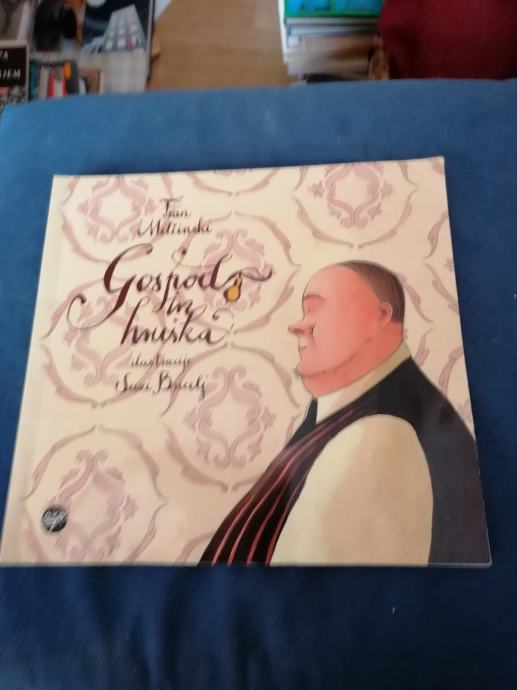 Fran
Milčinski
Gospod
in
hruška
ilustracije
Suzi Bricelj